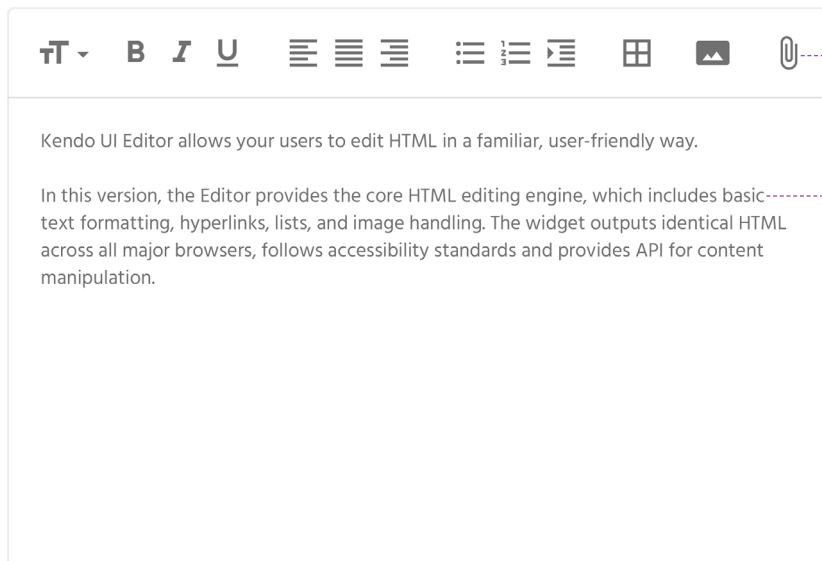 Kendo UI Editor allows your users to edit HTML in a familiar, user-friendly way.
In this version, the Editor provides the core HTML editing engine, which includes basic
text formatting, hyperlinks, lists, and image handling. The widget outputs identical HTML
across all major browsers, follows accessibility standards and provides API for content
manipulation.